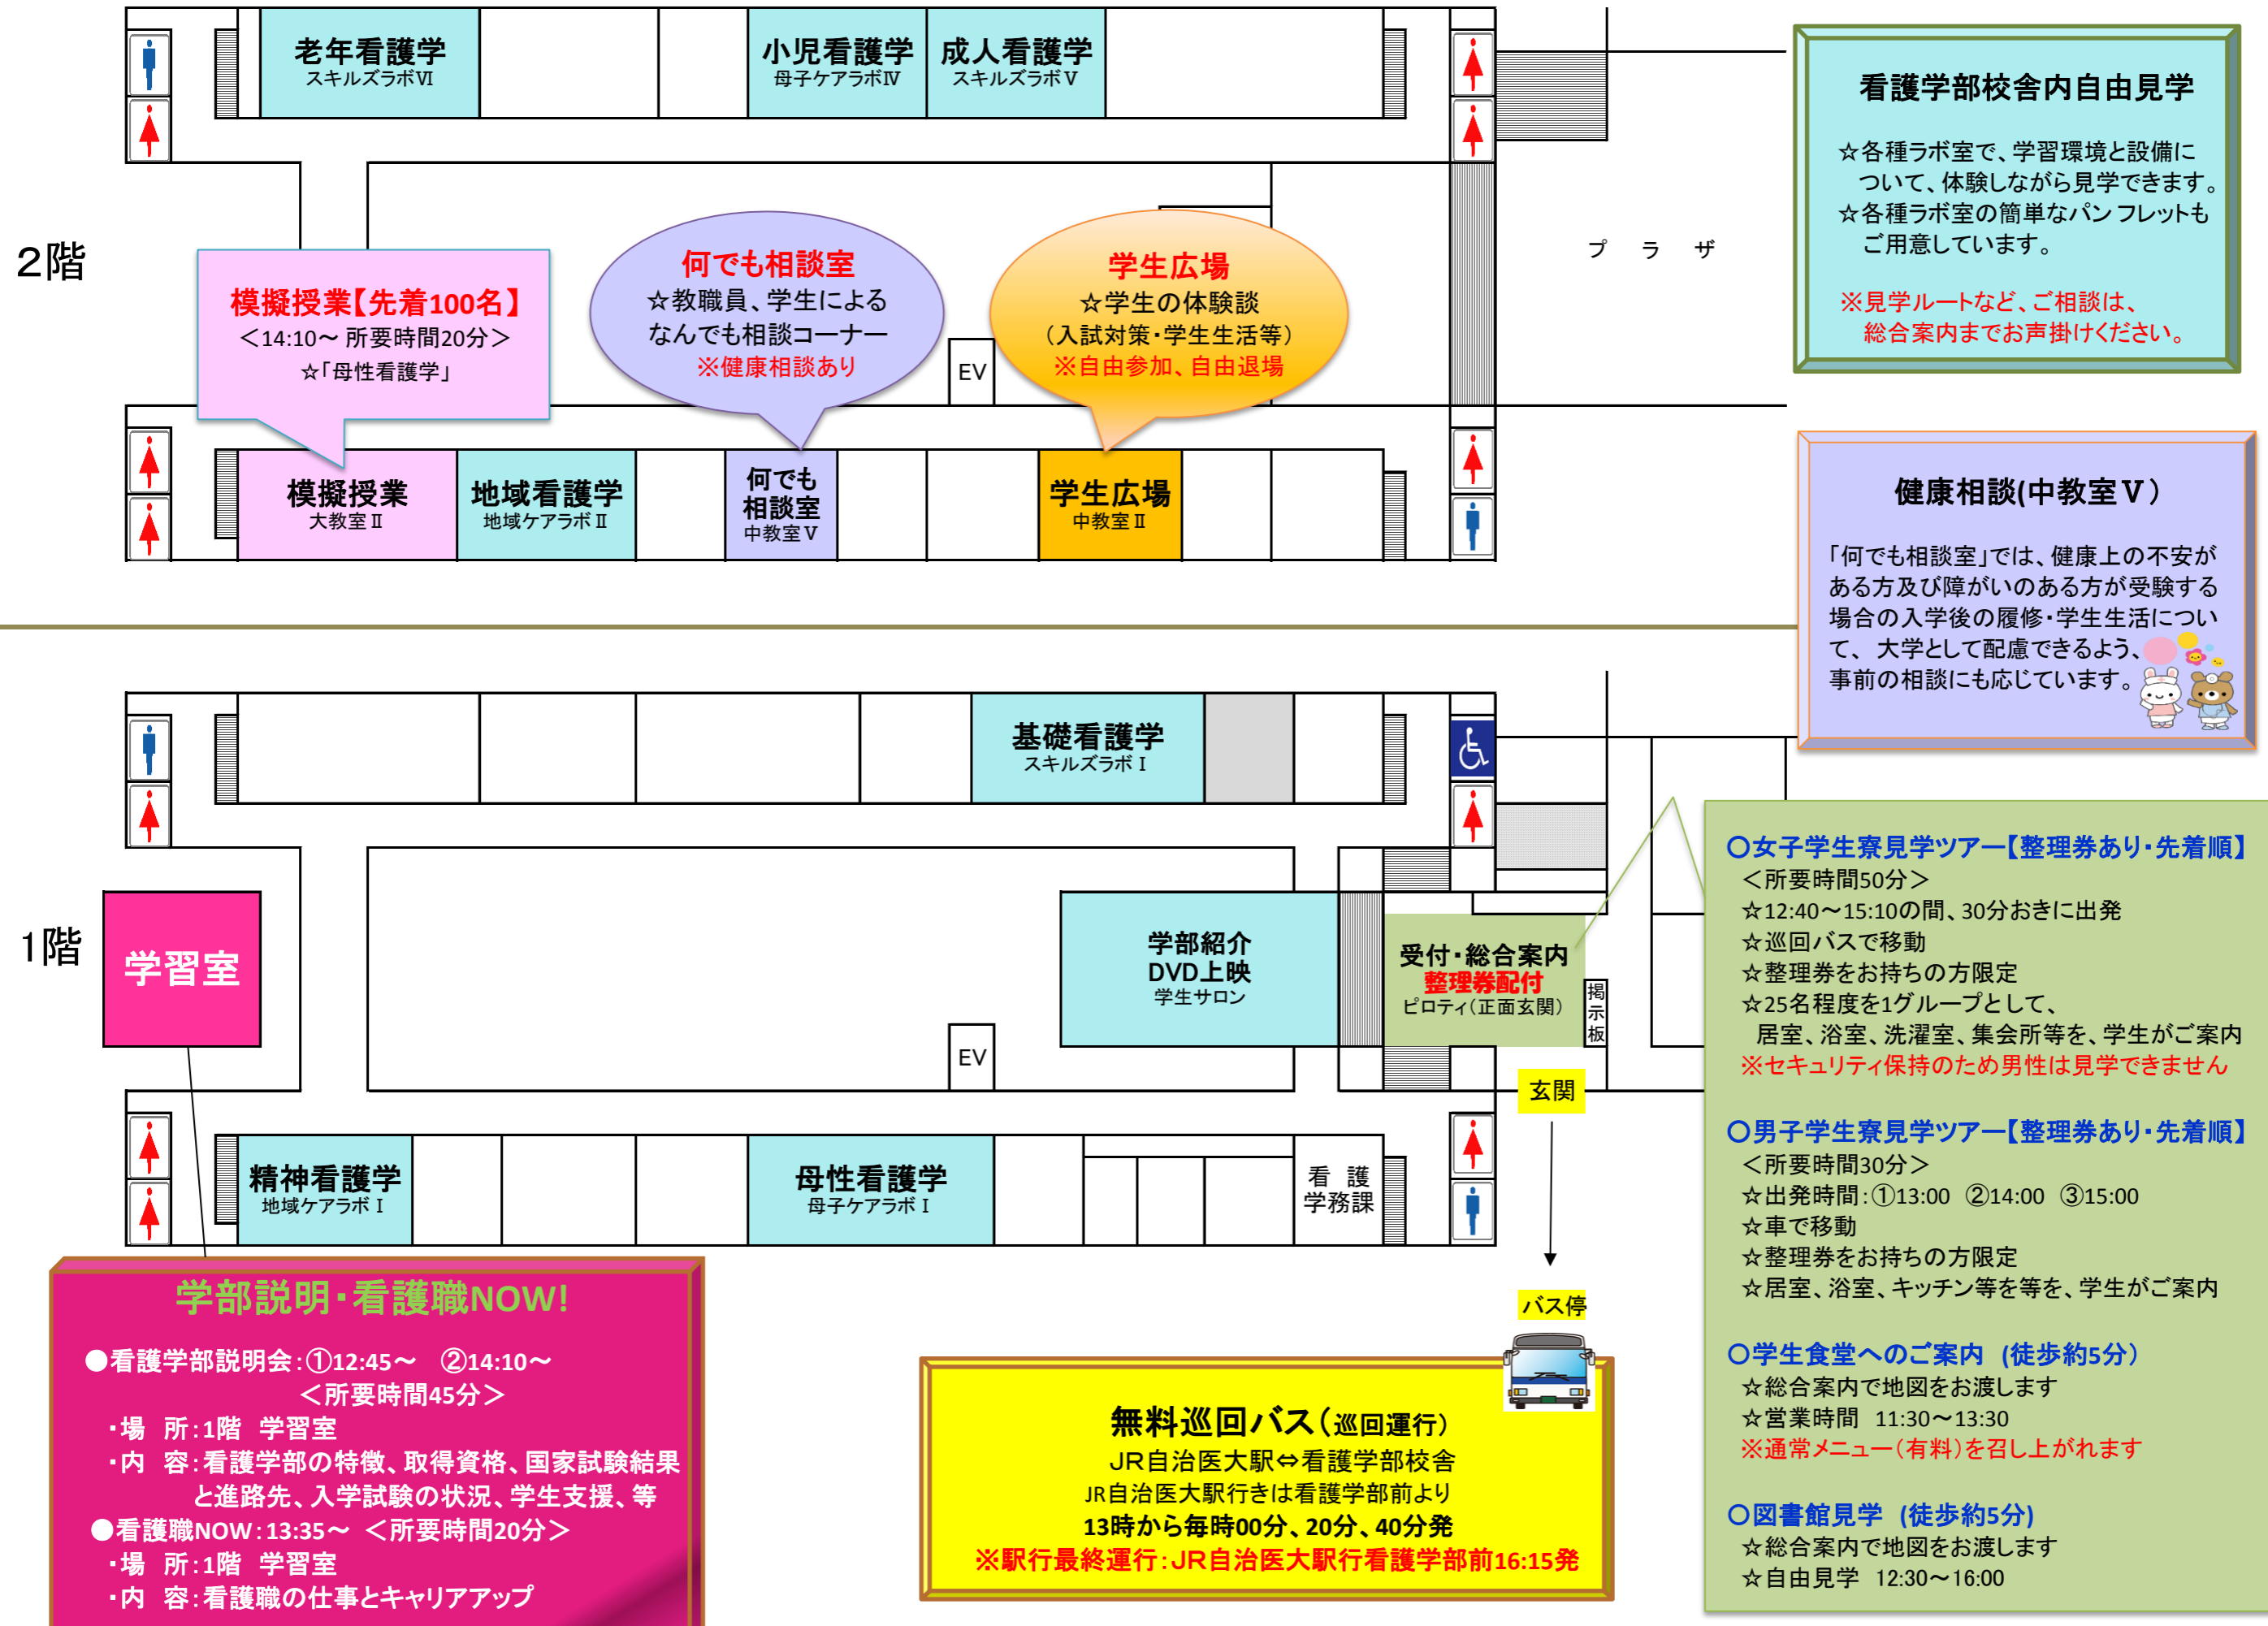 老年看護学
スキルズラボⅥ
小児看護学
母子ケアラボⅣ
成人看護学
スキルズラボⅤ
看護学部校舎内自由見学
☆各種ラボ室で、学習環境と設備に
ついて、体験しながら見学できます。
☆各種ラボ室の簡単なパンフレットも
ご用意しています。
※見学ルートなど、ご相談は、
総合案内までお声掛けください。
2階
プラザ
模擬授業【先着100名】
＜14:10～ 所要時間20分＞
☆「母性看護学」
何でも相談室
☆教職員、学生による
なんでも相談コーナー
※健康相談あり
学生広場
☆学生の体験談
（入試対策・学生生活等）
※自由参加、自由退場
EV
模擬授業
大教室Ⅱ
地域看護学
地域ケアラボⅡ
何でも
相談室
中教室Ⅴ
学生広場
中教室Ⅱ
健康相談(中教室Ⅴ）
「何でも相談室」では、健康上の不安が
ある方及び障がいのある方が受験する
場合の入学後の履修・学生生活につい
て、 大学として配慮できるよう、
事前の相談にも応じています。
1階
基礎看護学
スキルズラボⅠ
学習室
学部紹介
DVD上映
学生サロン
受付・総合案内
整理券配付
ピロティ（正面玄関）
掲示板
EV
玄関
精神看護学
地域ケアラボⅠ
母性看護学
母子ケアラボⅠ
看 護
学務課
バス停
○女子学生寮見学ツアー【整理券あり・先着順】
＜所要時間50分＞
☆12:40～15:10の間、30分おきに出発
☆巡回バスで移動
☆整理券をお持ちの方限定
☆25名程度を1グループとして、
居室、浴室、洗濯室、集会所等を、学生がご案内
※セキュリティ保持のため男性は見学できません
○男子学生寮見学ツアー【整理券あり・先着順】
＜所要時間30分＞
☆出発時間：①13:00 ②14:00 ③15:00
☆車で移動
☆整理券をお持ちの方限定
☆居室、浴室、キッチン等を等を、学生がご案内
○学生食堂へのご案内 (徒歩約5分）
☆総合案内で地図をお渡します
☆営業時間 11:30～13:30
※通常メニュー（有料）を召し上がれます
○図書館見学 (徒歩約5分)
☆総合案内で地図をお渡します
☆自由見学 12:30～16:00
学部説明・看護職NOW!
●看護学部説明会：①12:45～ ②14:10～
＜所要時間45分＞
・場 所：1階 学習室
・内 容：看護学部の特徴、取得資格、国家試験結果
と進路先、入学試験の状況、学生支援、等
●看護職NOW：13:35～ ＜所要時間20分＞
・場 所：1階 学習室
・内 容：看護職の仕事とキャリアアップ
無料巡回バス（巡回運行）
ＪＲ自治医大駅⇔看護学部校舎
JR自治医大駅行きは看護学部前より
13時から毎時00分、20分、40分発
※駅行最終運行：ＪＲ自治医大駅行看護学部前16:15発